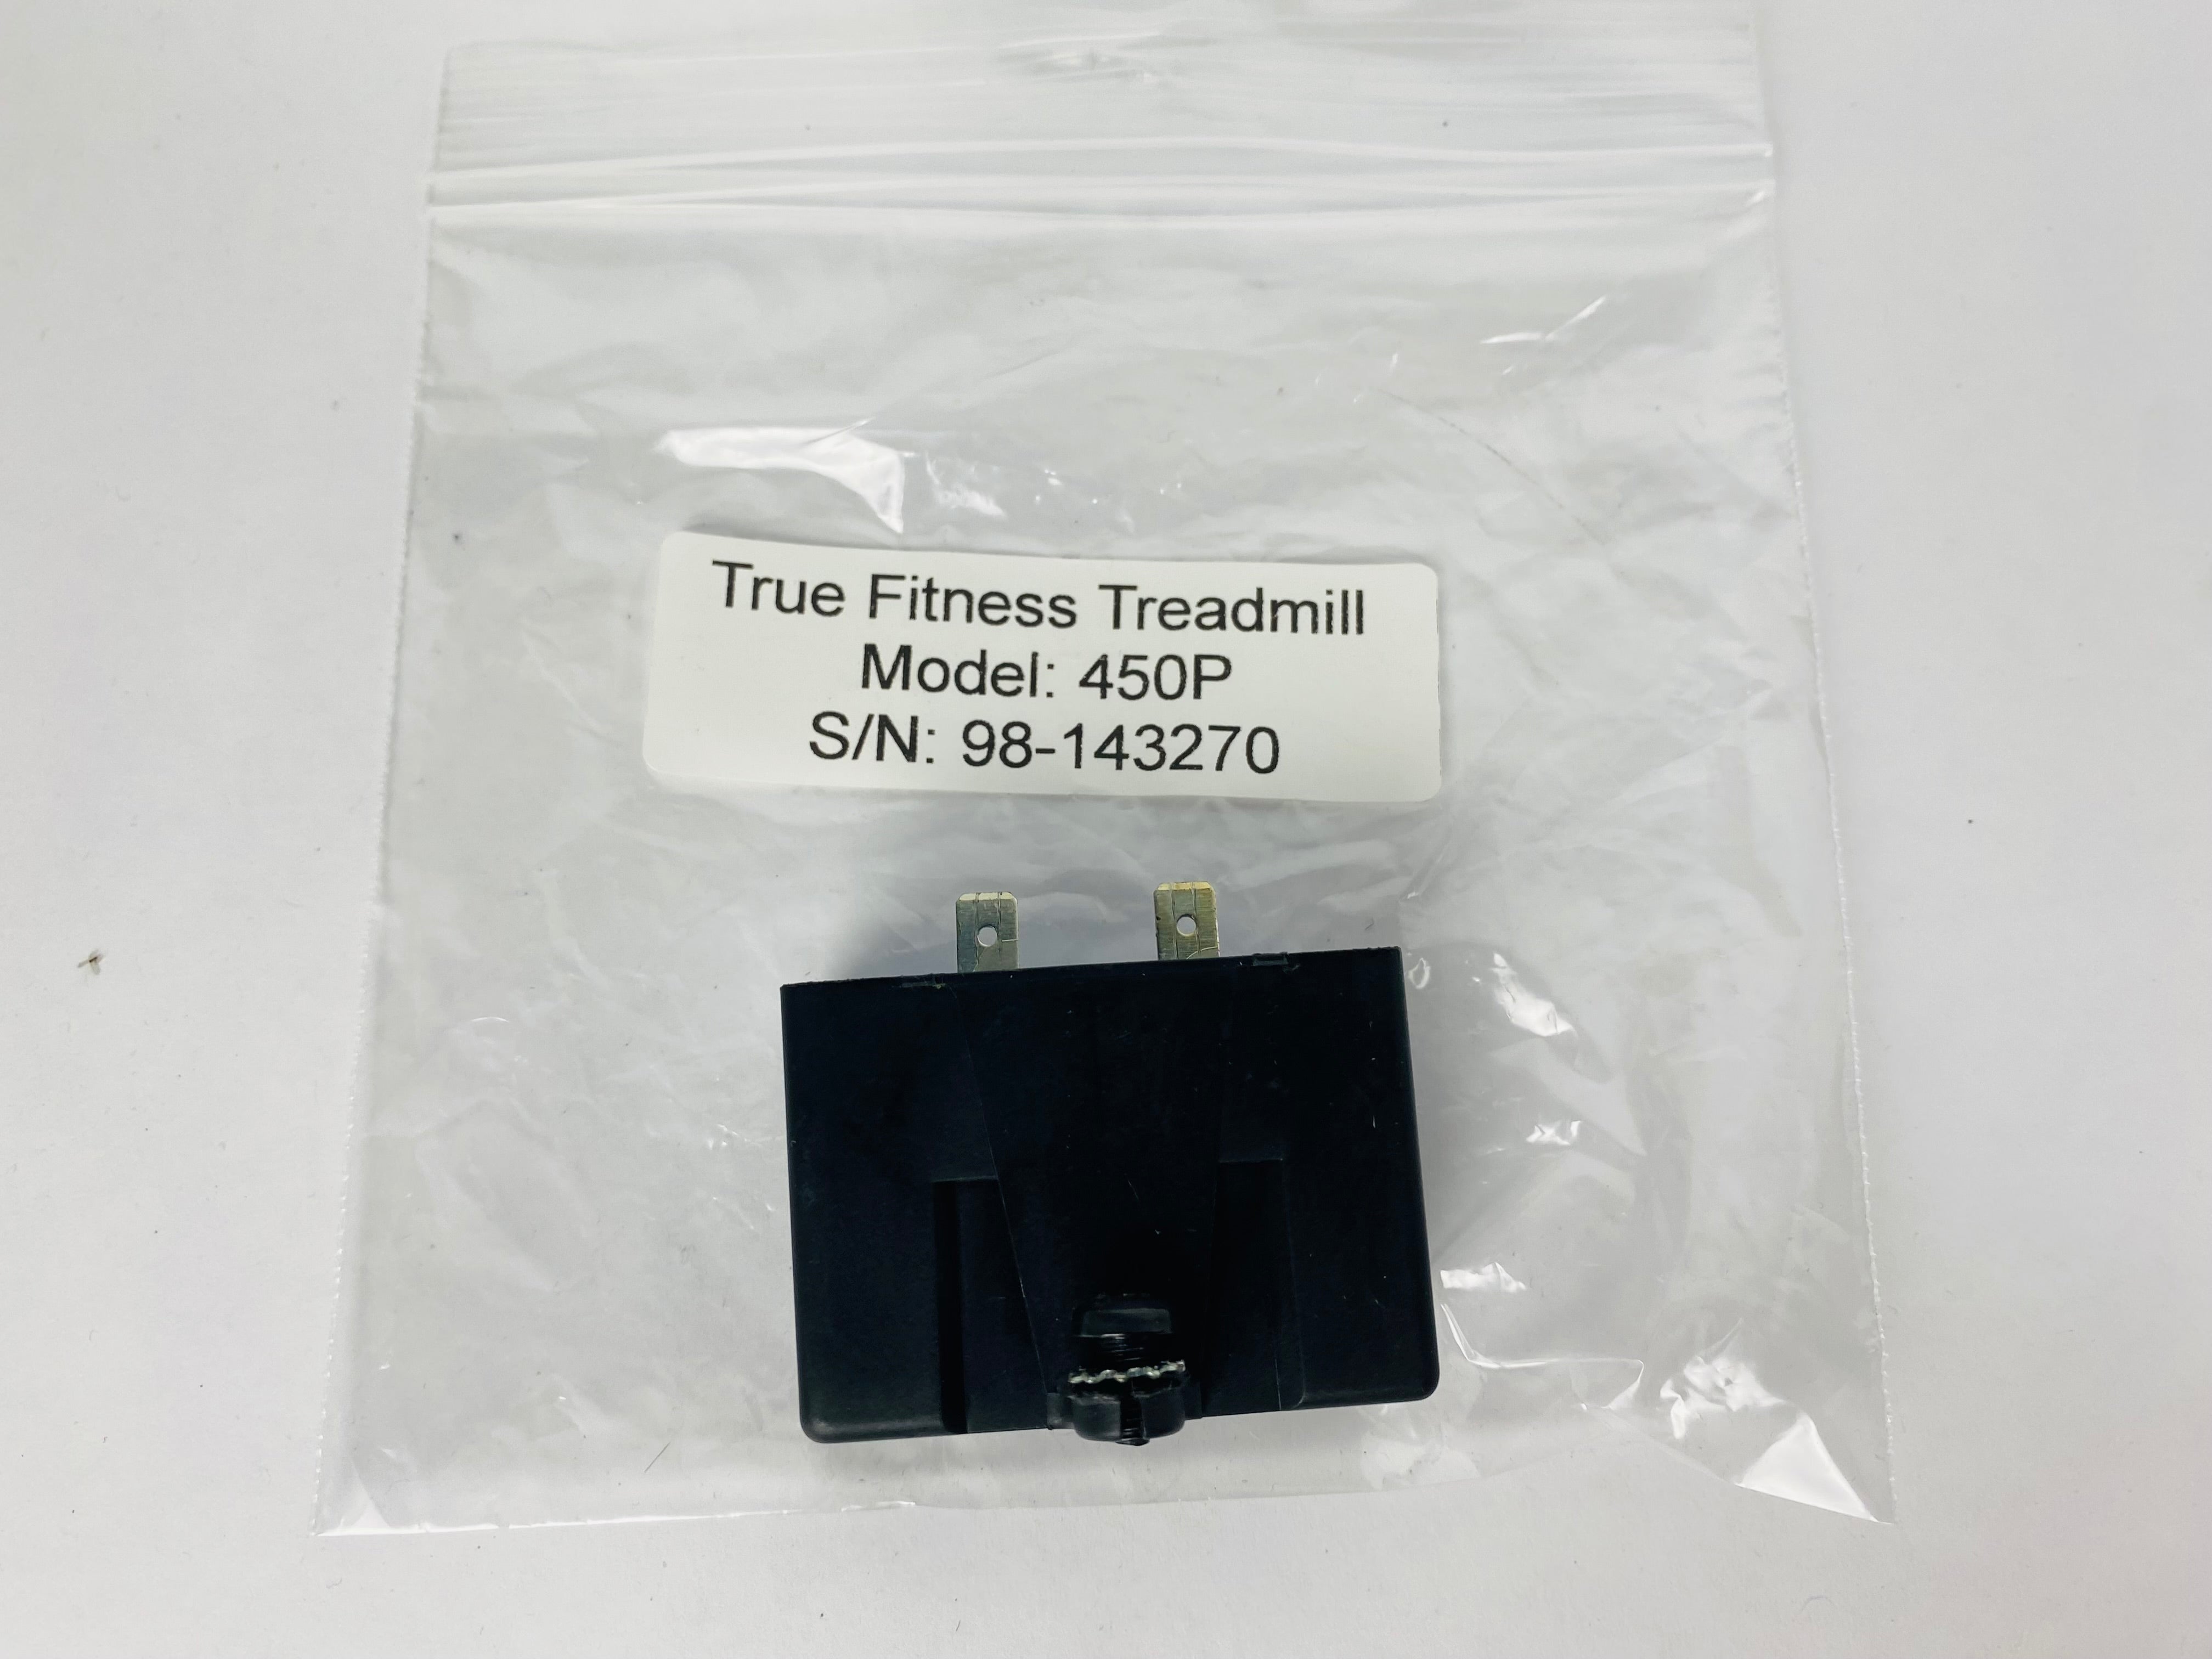 True Fitness Treadmill
Model: 450P
S/N: 98-143270